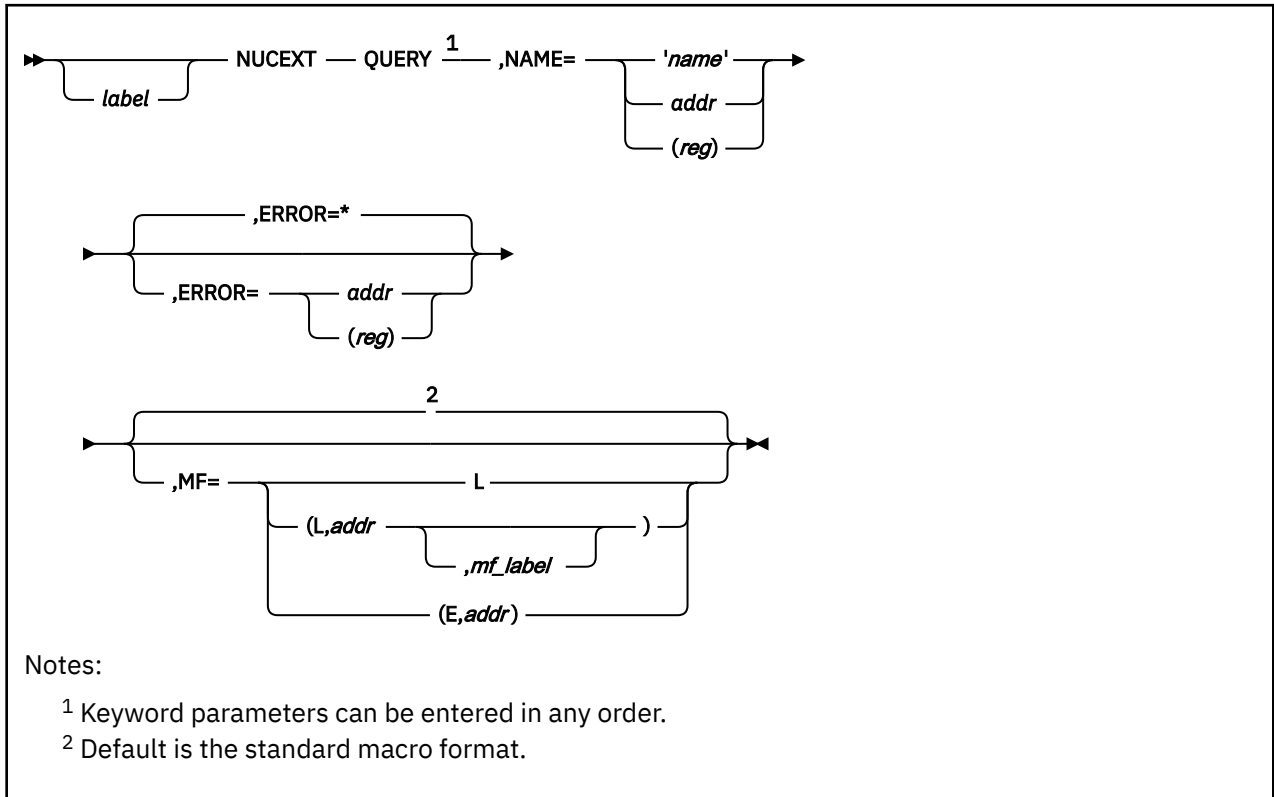 1
NUCEXT QUERY ,NAME= 'name'
label addr
(reg)
,ERROR=*
,ERROR= addr
(reg)
2
,MF= L
(L,addr )
,mf_label
(E,addr)
Notes:
1 Keyword parameters can be entered in any order.
2 Default is the standard macro format.